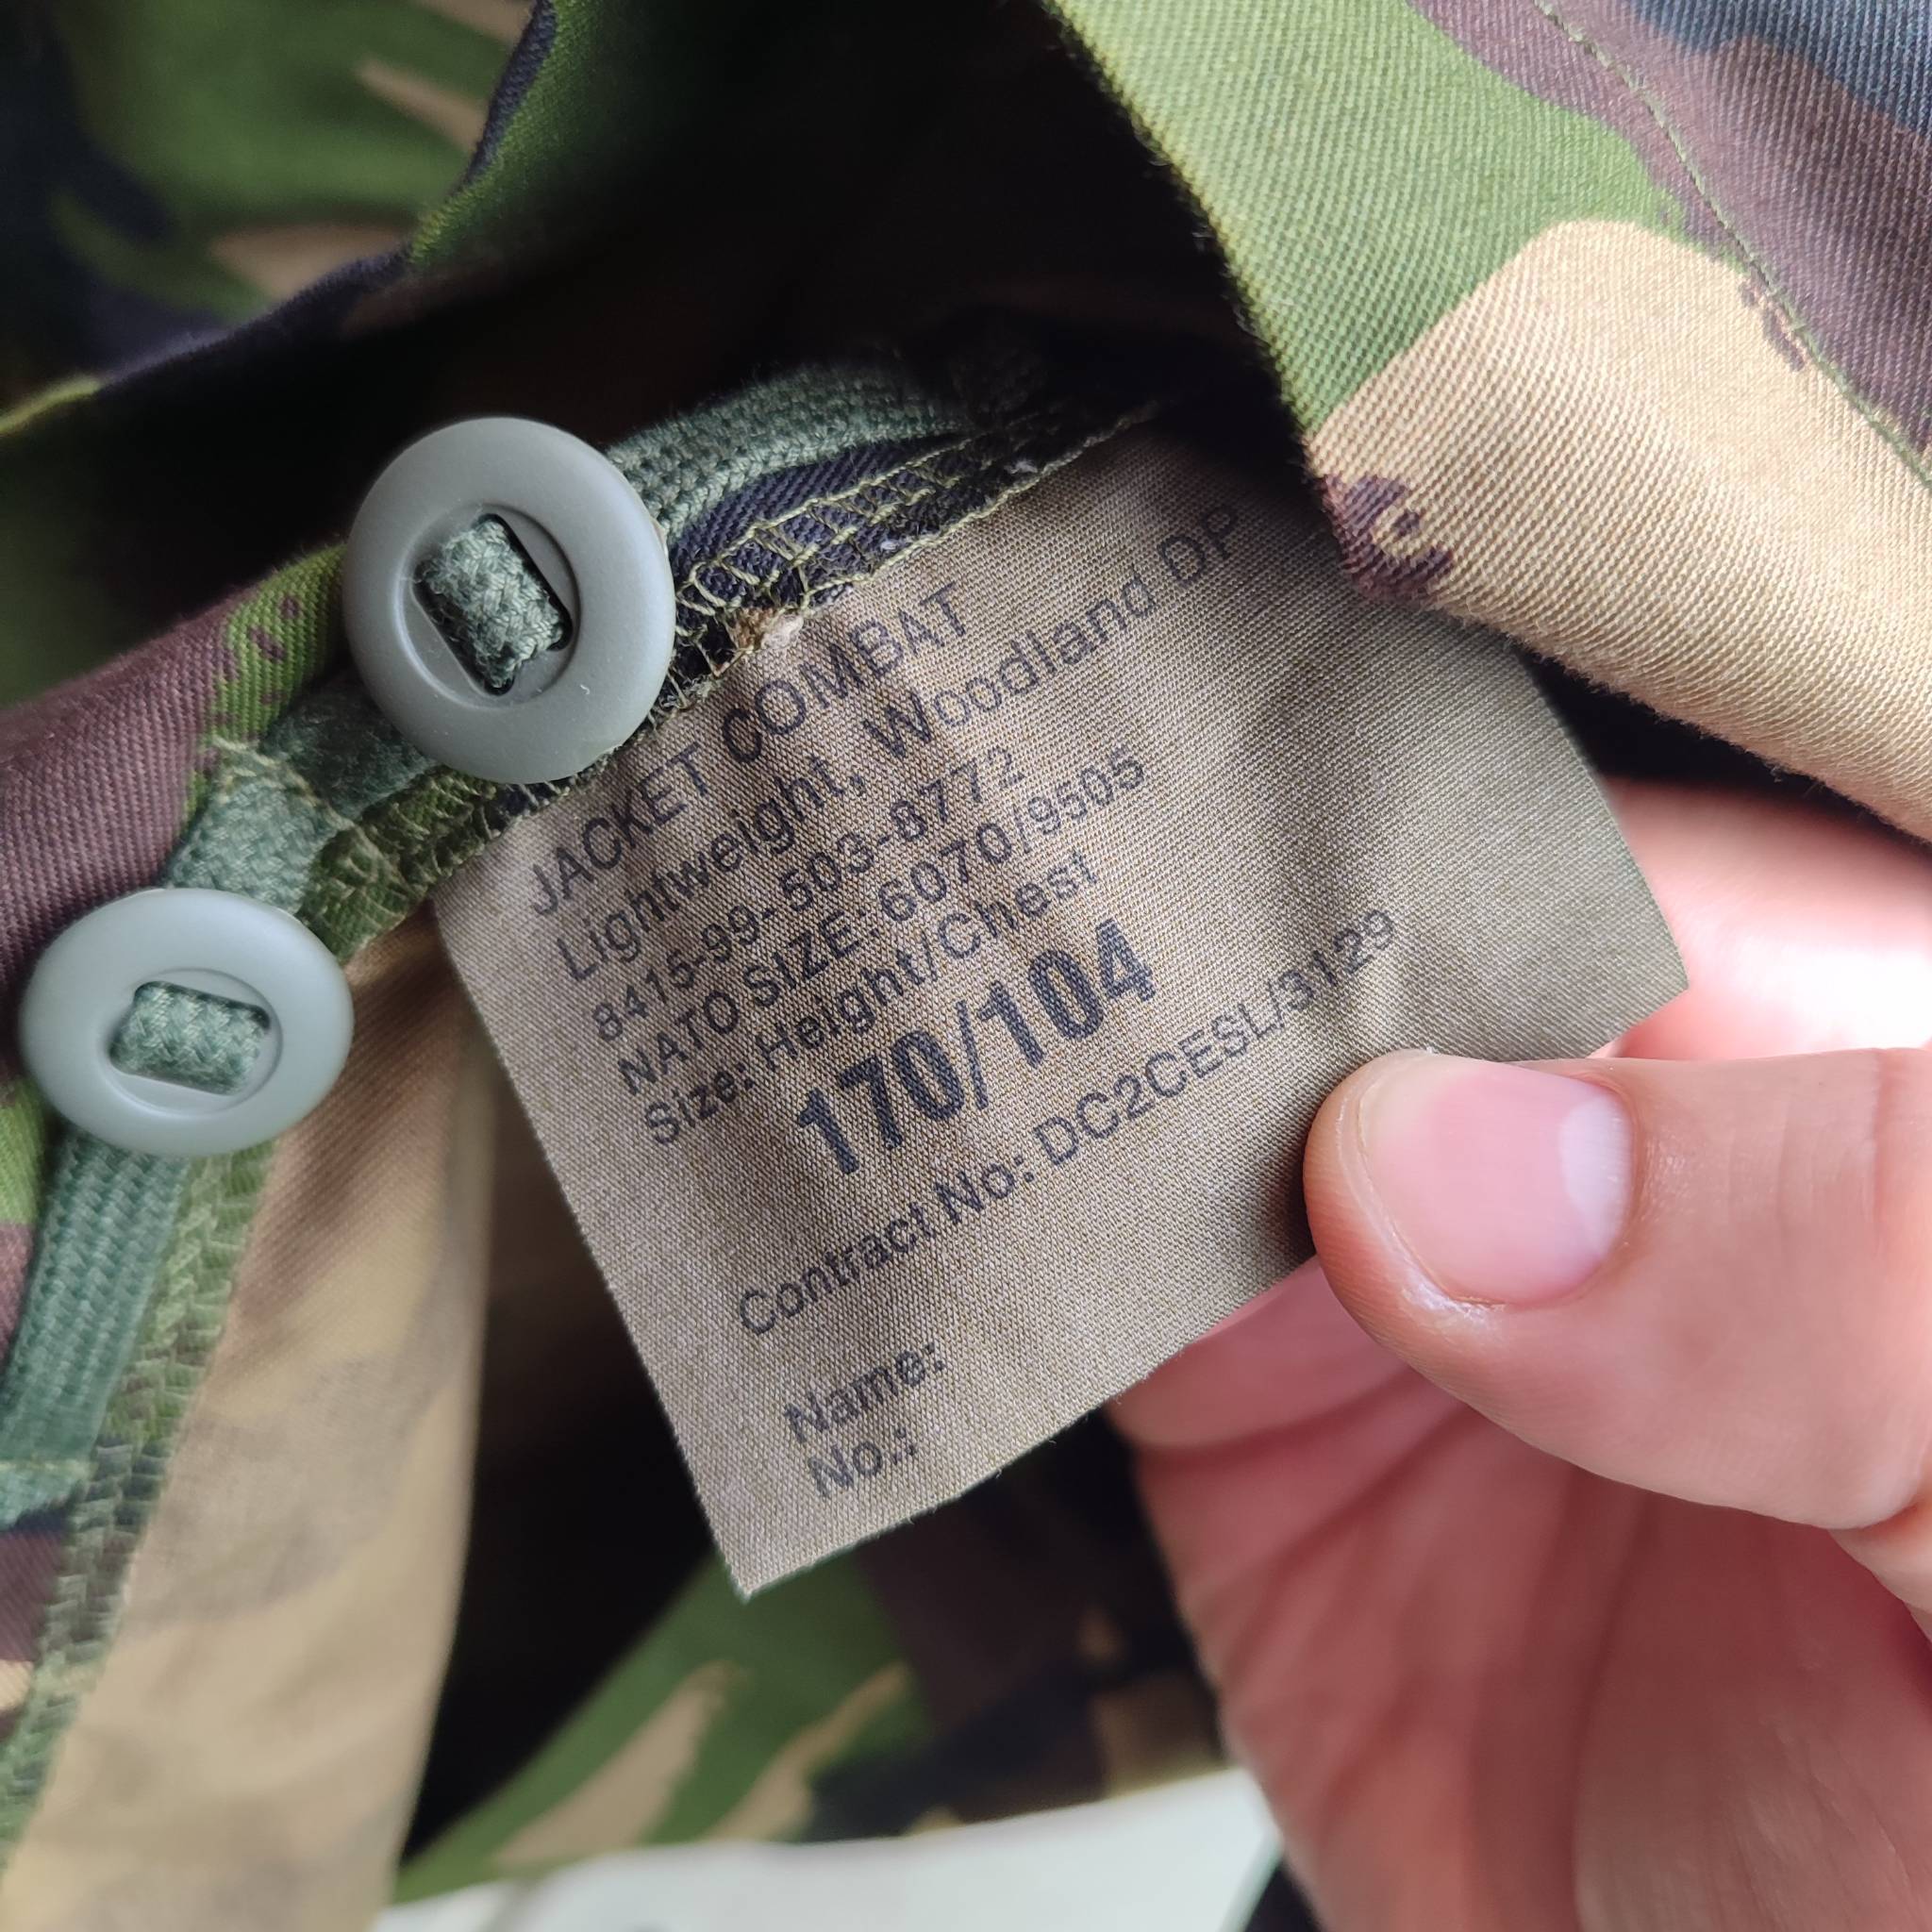 JACKET COMBAT
Lightweight, Woodland DP
8415-99-503-8772
NATO SIZE: 6070/9505
Size: Height/Chest
170/104
Contract No: DC2CESL/3129
Name:
No.: